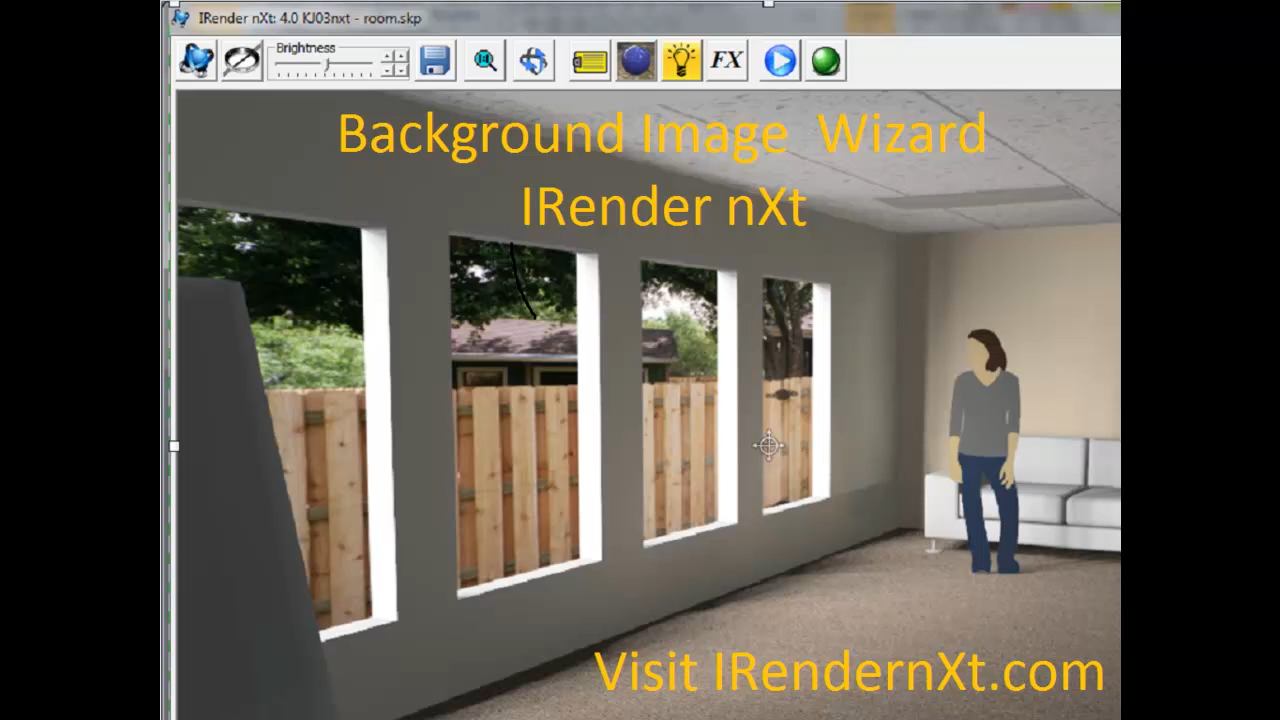 IRender nXt: 4.0 KJ03nxt - room.skp
Brightness
FX
Background Image Wizard
IRender nXt
Visit IRendernXt.com